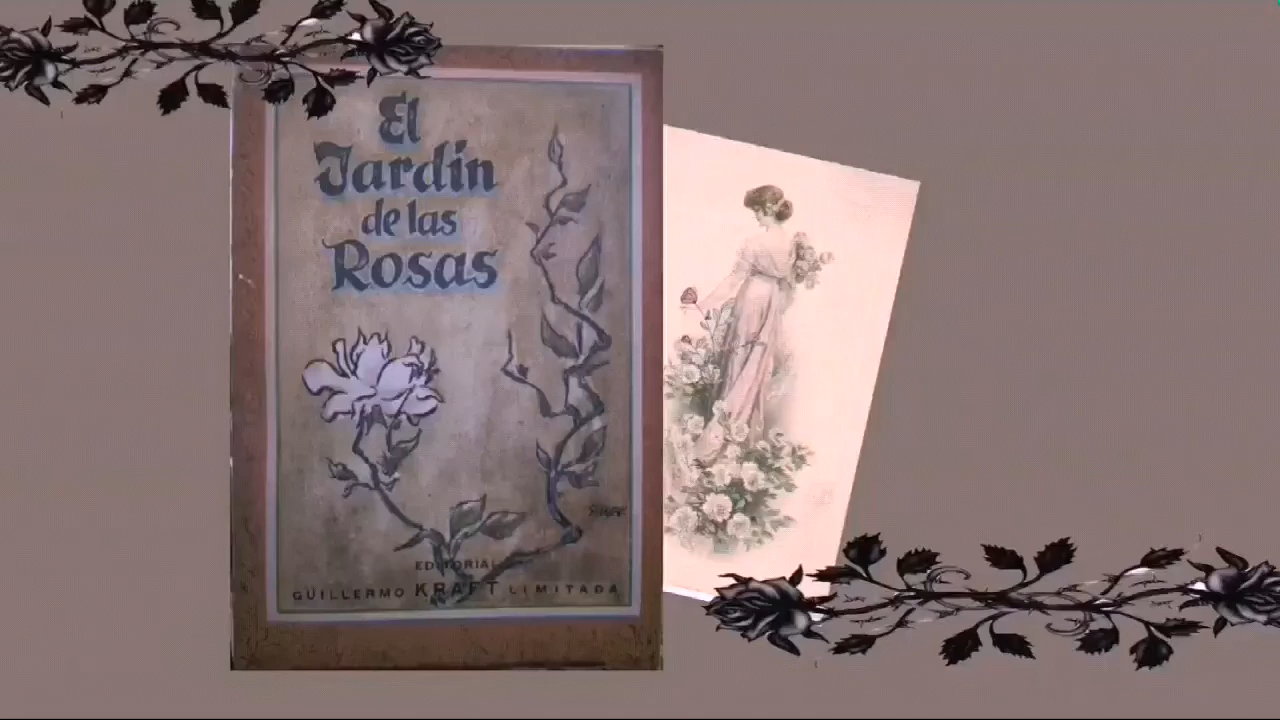 El
Jardín
de las
Rosas
EDITORIAL
GUILLERMO KRAFT LIMITADA